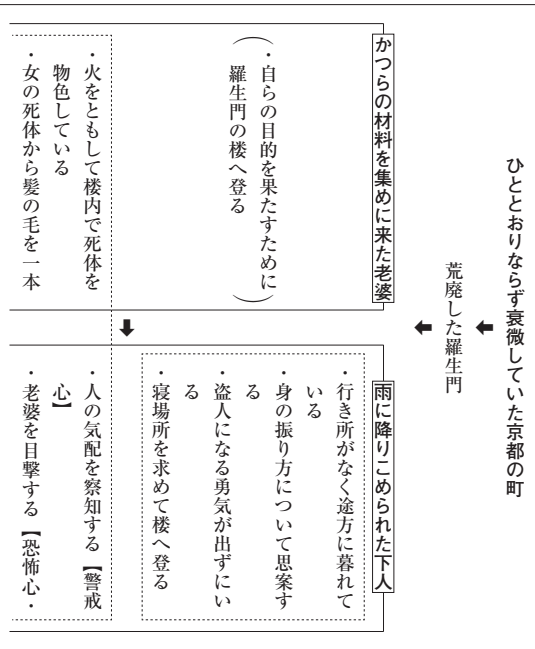 ひととおりならず衰微していた京都の町
荒廃した羅生門
かつらの材料を集めに来た老婆
（・自らの目的を果たすために
羅生門の楼へ登る）
・火をともして楼内で死体を
物色している
・女の死体から髪の毛を一本
雨に降りこめられた下人
・行き所がなく途方に暮れて
いる
・身の振り方について思案す
る
・盗人になる勇気が出ずにい
る
・寝場所を求めて楼へ登る
・人の気配を察知する【警戒
心】
・老婆を目撃する【恐怖心・